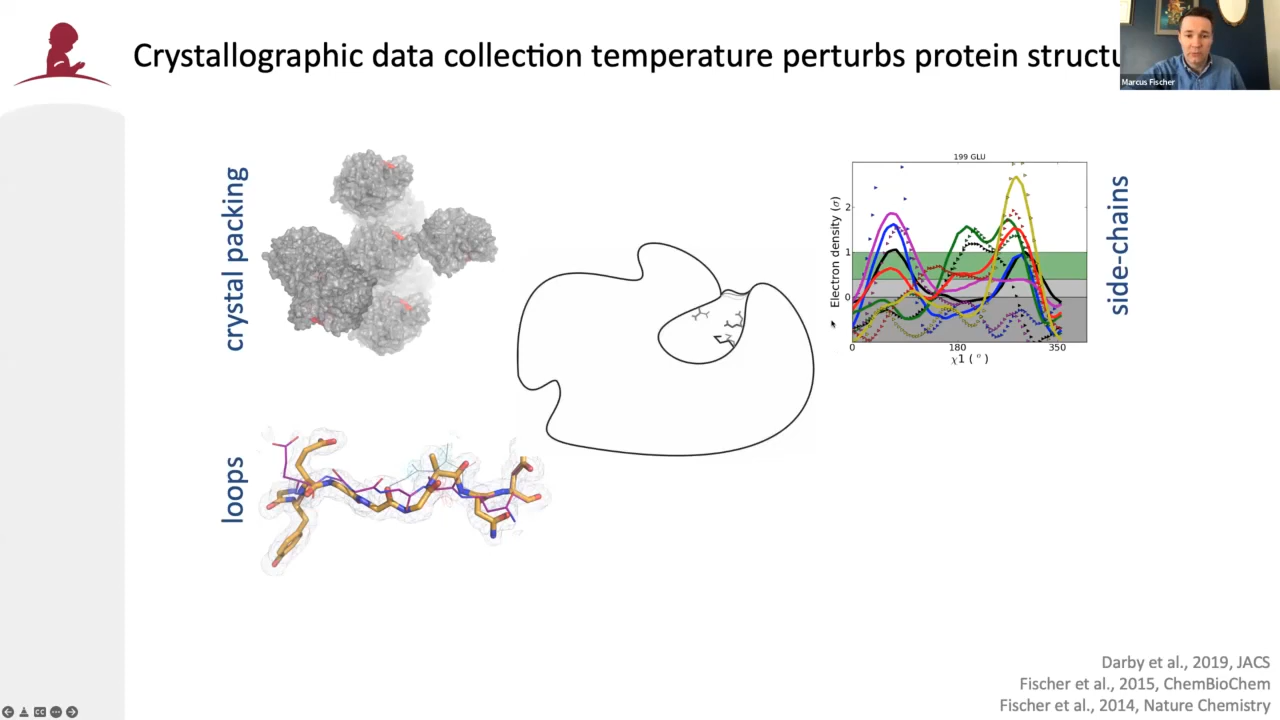 Crystallographic data collection temperature perturbs protein structu
Marcus Fischer
crystal packing
199 GLU
Electron density (σ)
2
1
0
0 180 350
χ1 ( ° )
side-chains
loops
Darby et al., 2019, JACS
Fischer et al., 2015, ChemBioChem
Fischer et al., 2014, Nature Chemistry
CC